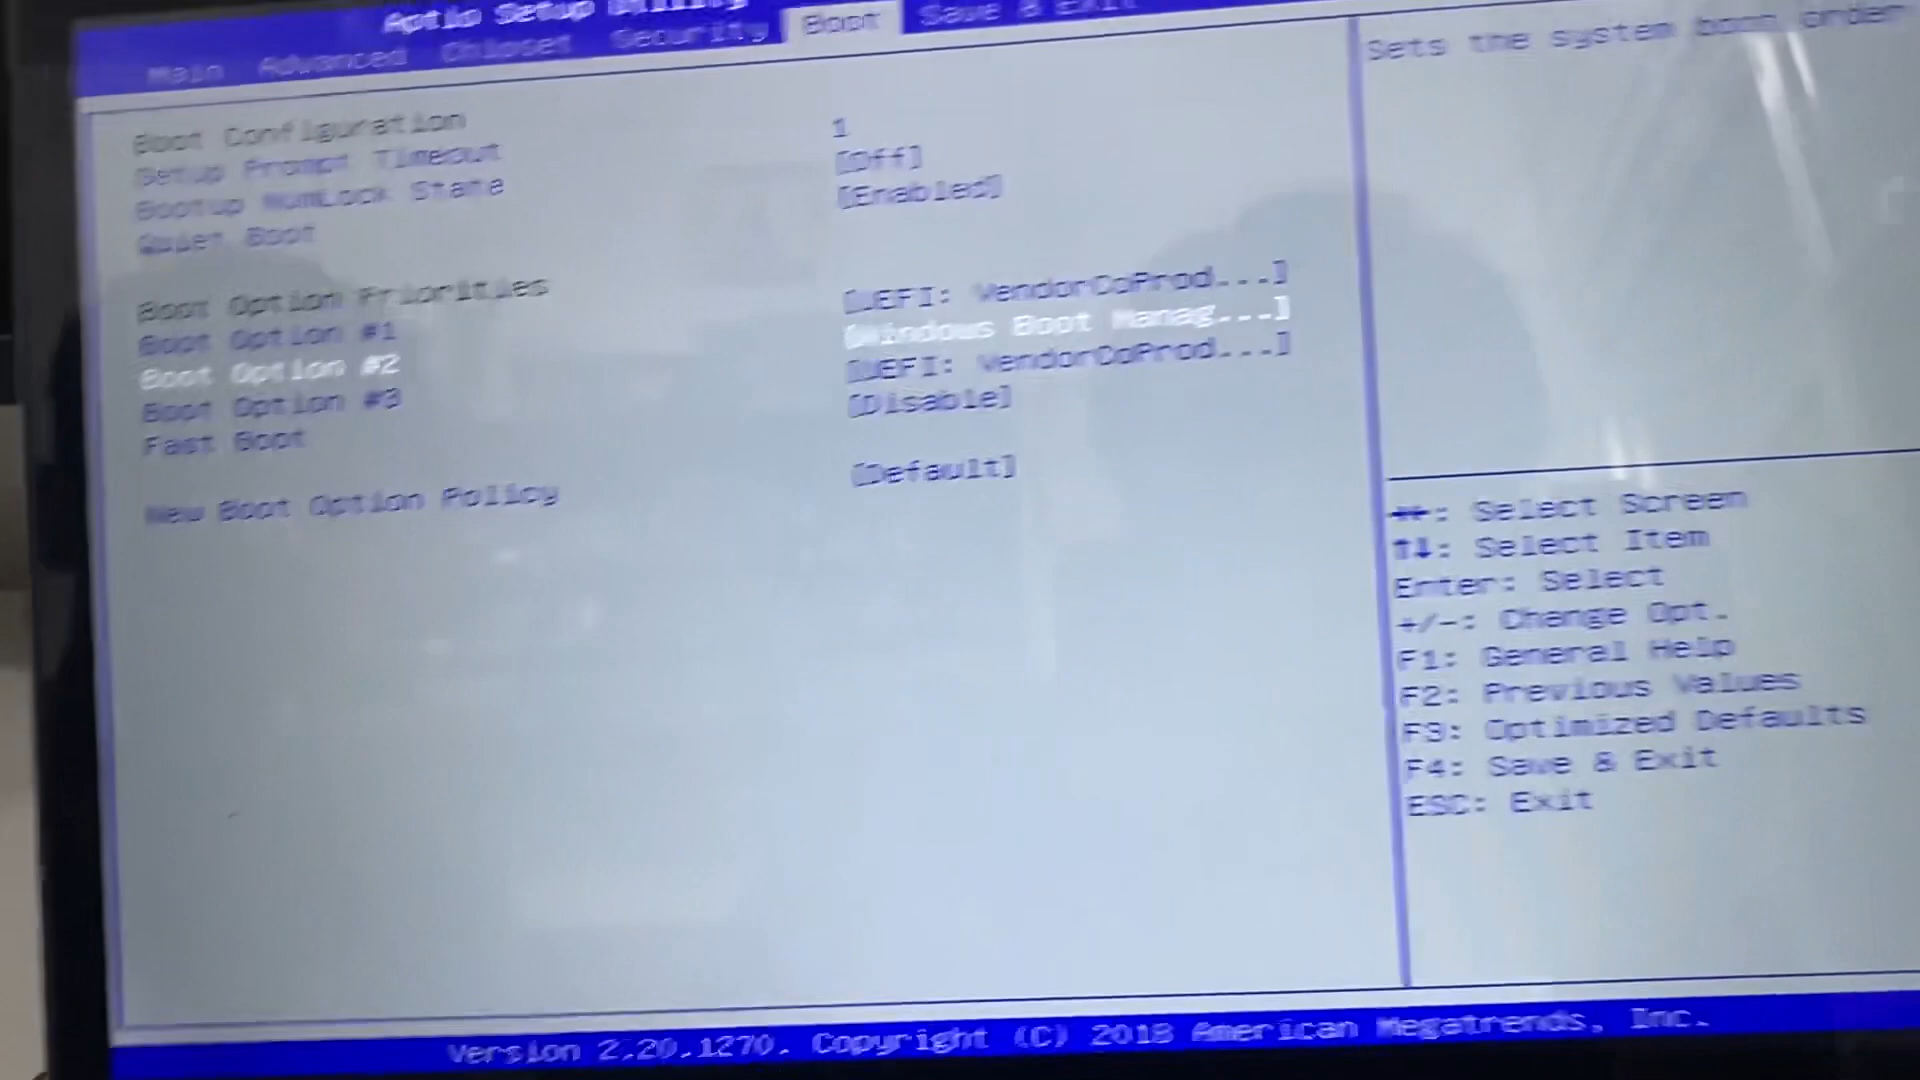 Aptio Setup Utility
Main Advanced Chipset Security Boot Save & Exit
Boot Configuration
Setup Prompt Timeout 1
Bootup NumLock State [Off]
Quiet Boot [Enabled]
Boot Option Priorities
Boot Option #1 [UEFI: VendorCoProd...]
Boot Option #2 [Windows Boot Manag...]
Boot Option #3 [UEFI: VendorCoProd...]
Fast Boot [Disable]
New Boot Option Policy [Default]
Sets the system boot order
→←: Select Screen
↑↓: Select Item
Enter: Select
+/-: Change Opt.
F1: General Help
F2: Previous Values
F3: Optimized Defaults
F4: Save & Exit
ESC: Exit
Version 2.20.1270. Copyright (C) 2018 American Megatrends, Inc.